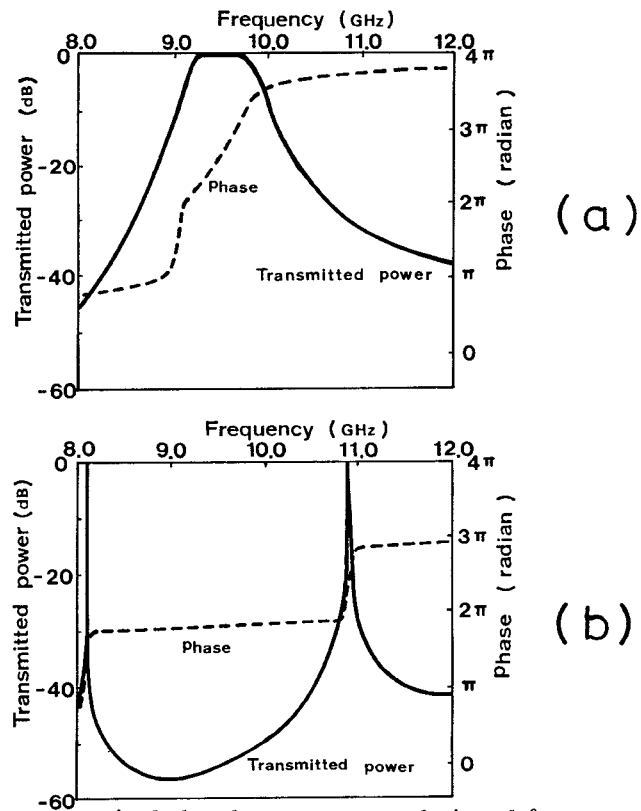 Frequency (GHz)
8.0 9.0 10.0 11.0 12.0
0
-20
-40
-60
Transmitted power (dB)
4π
3π
2π
π
0
Phase (radian)
Phase
Transmitted power
(a)
Frequency (GHz)
8.0 9.0 10.0 11.0 12.0
0
-20
-40
-60
Transmitted power (dB)
4π
3π
2π
π
0
Phase (radian)
Phase
Transmitted power
(b)